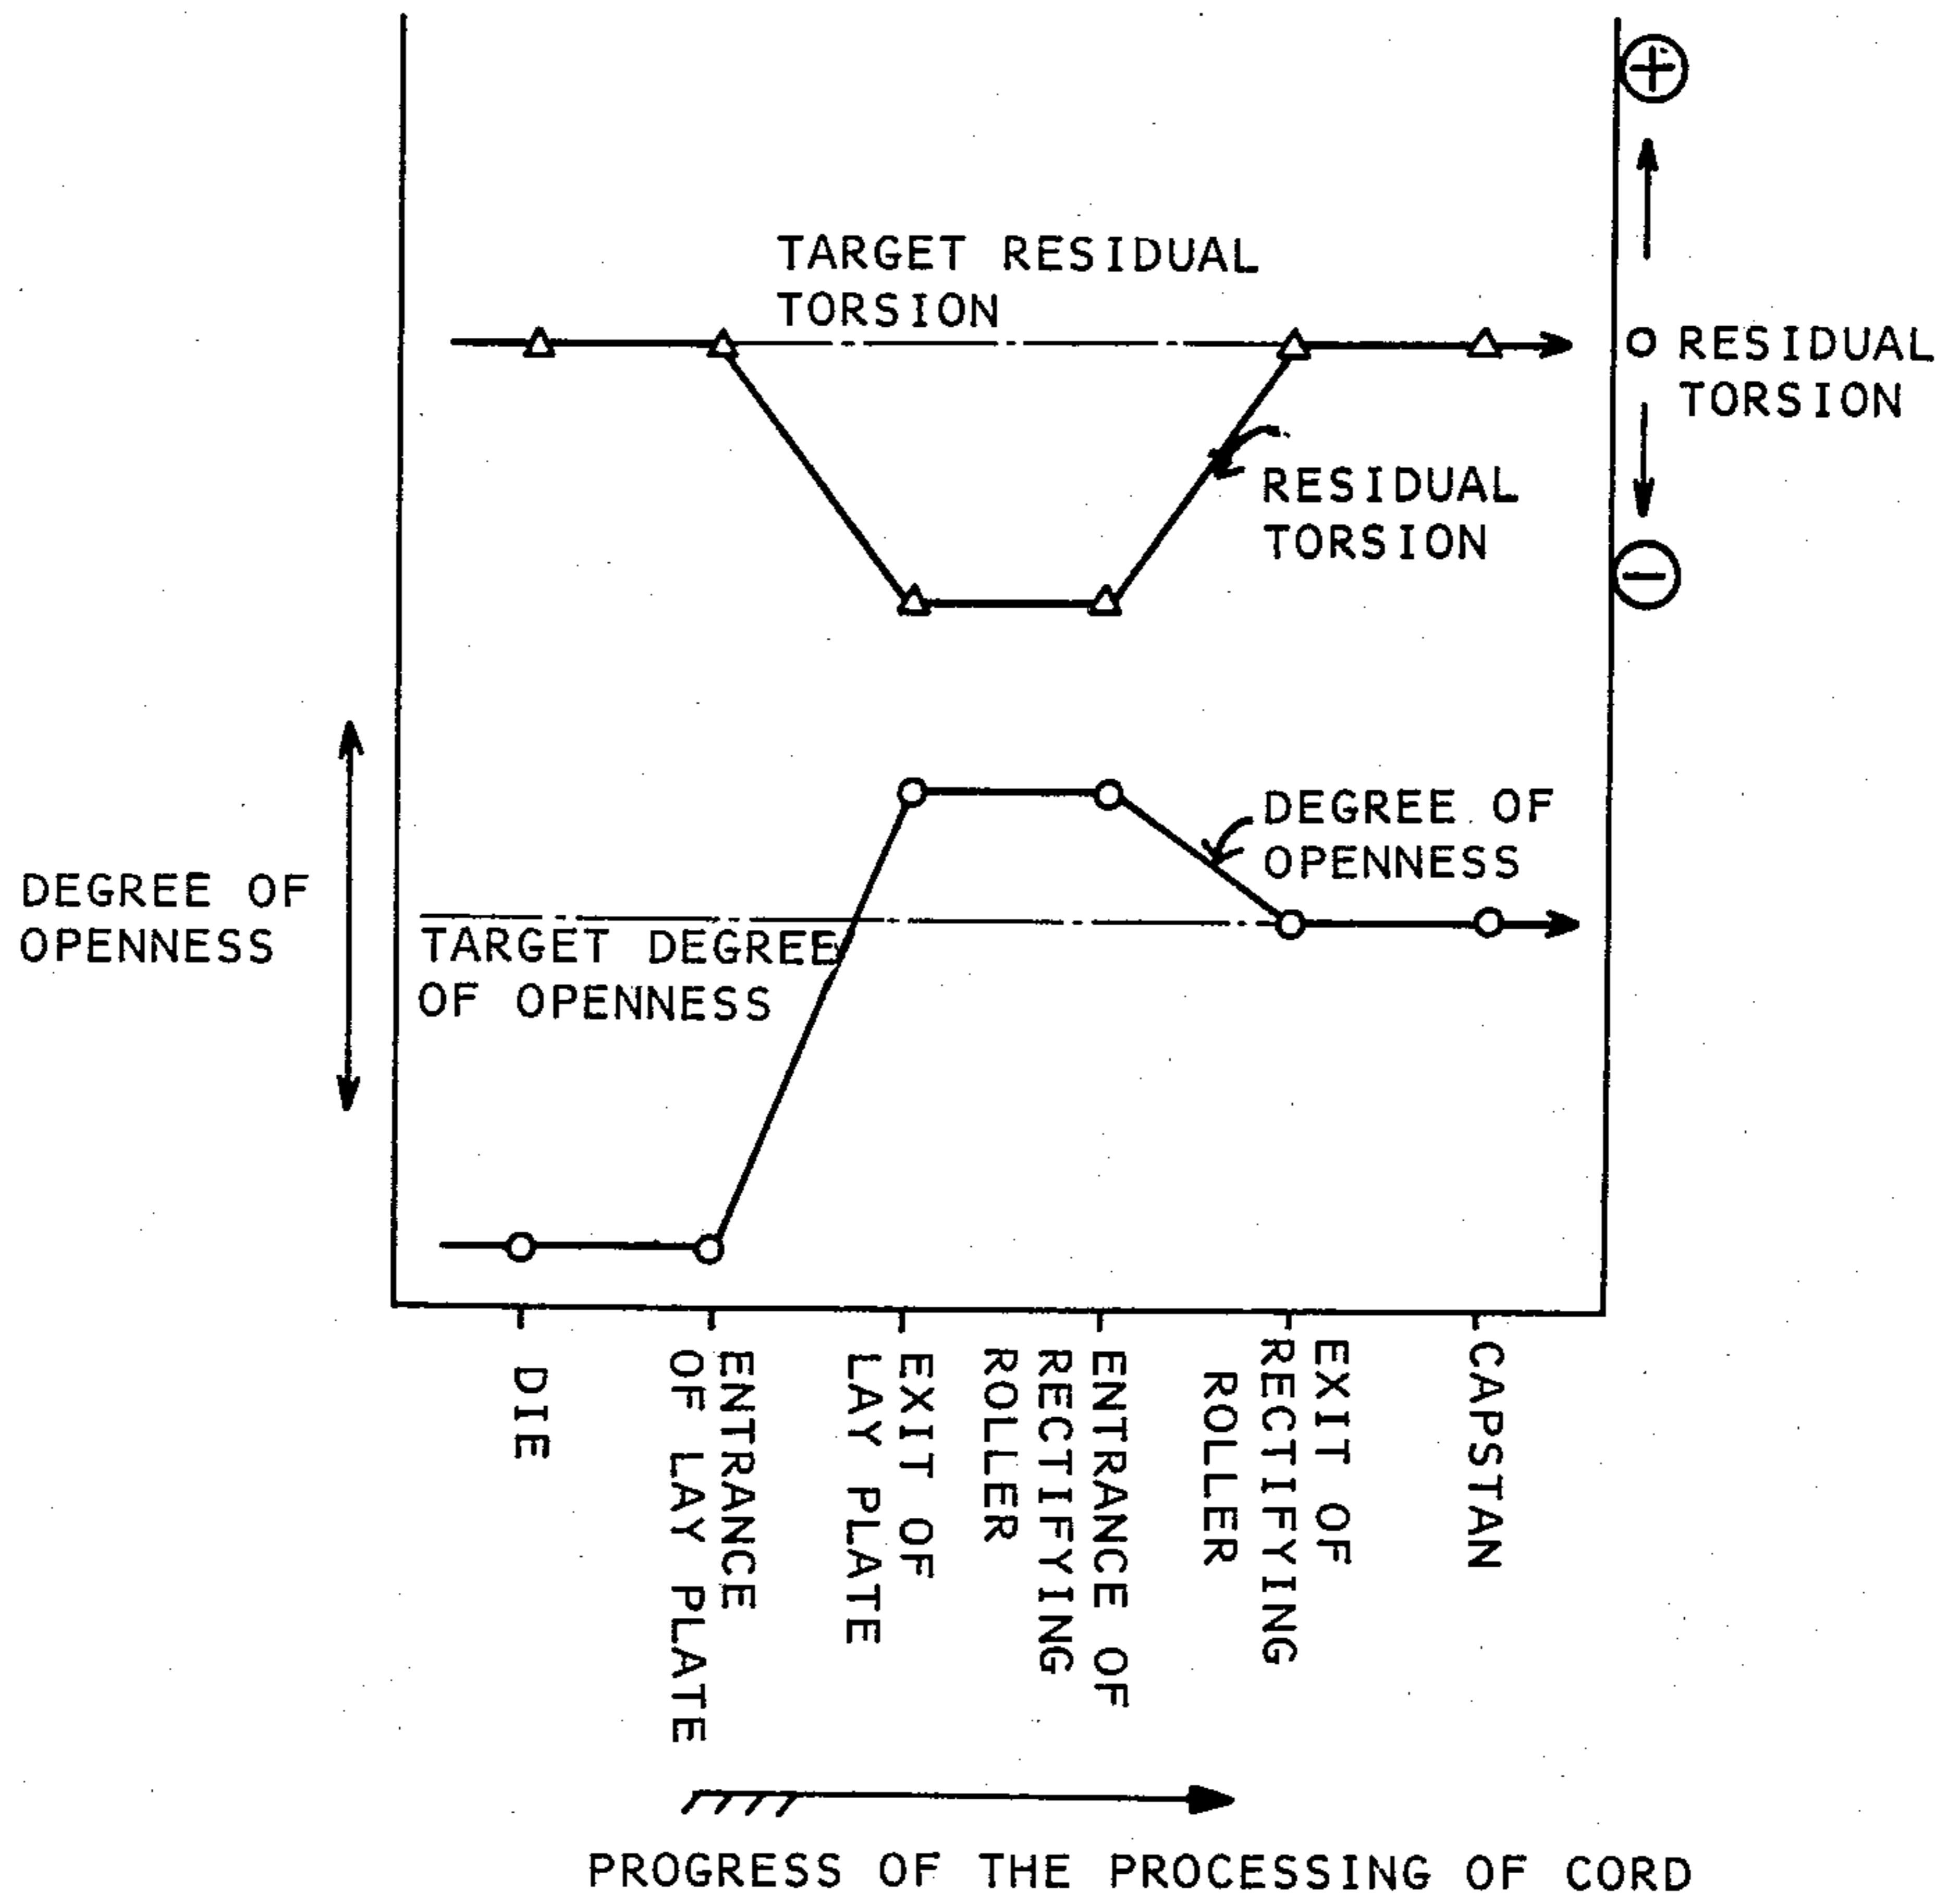 ⊕
TARGET RESIDUAL
TORSION
O RESIDUAL
TORSION
RESIDUAL
TORSION
⊖
DEGREE OF
OPENNESS
DEGREE OF
OPENNESS
TARGET DEGREE
OF OPENNESS
DIE
ENTRANCE
OF LAY PLATE
EXIT OF
LAY PLATE
ENTRANCE OF
RECTIFYING
ROLLER
EXIT OF
RECTIFYING
ROLLER
CAPSTAN
PROGRESS OF THE PROCESSING OF CORD